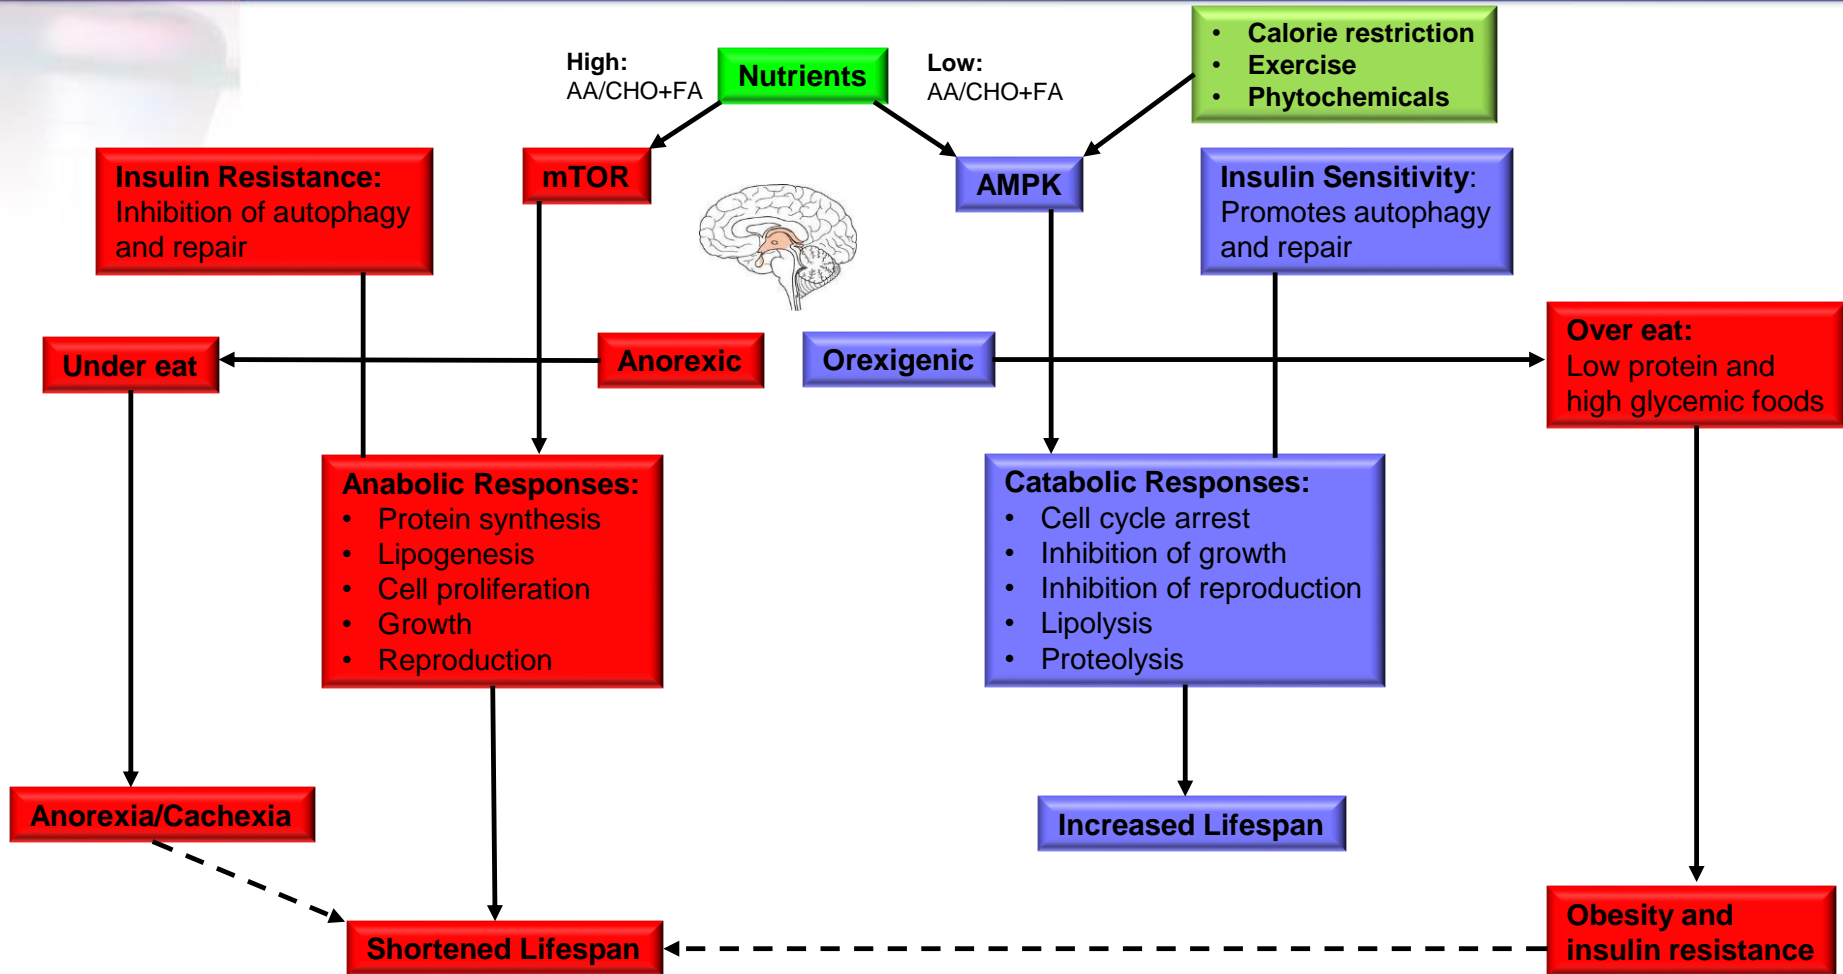 High:
AA/CHO+FA
Nutrients
Low:
AA/CHO+FA
• Calorie restriction
• Exercise
• Phytochemicals
Insulin Resistance:
Inhibition of autophagy
and repair
mTOR
AMPK
Insulin Sensitivity:
Promotes autophagy
and repair
Under eat
Anorexic
Orexigenic
Over eat:
Low protein and
high glycemic foods
Anabolic Responses:
• Protein synthesis
• Lipogenesis
• Cell proliferation
• Growth
• Reproduction
Catabolic Responses:
• Cell cycle arrest
• Inhibition of growth
• Inhibition of reproduction
• Lipolysis
• Proteolysis
Anorexia/Cachexia
Increased Lifespan
Shortened Lifespan
Obesity and
insulin resistance